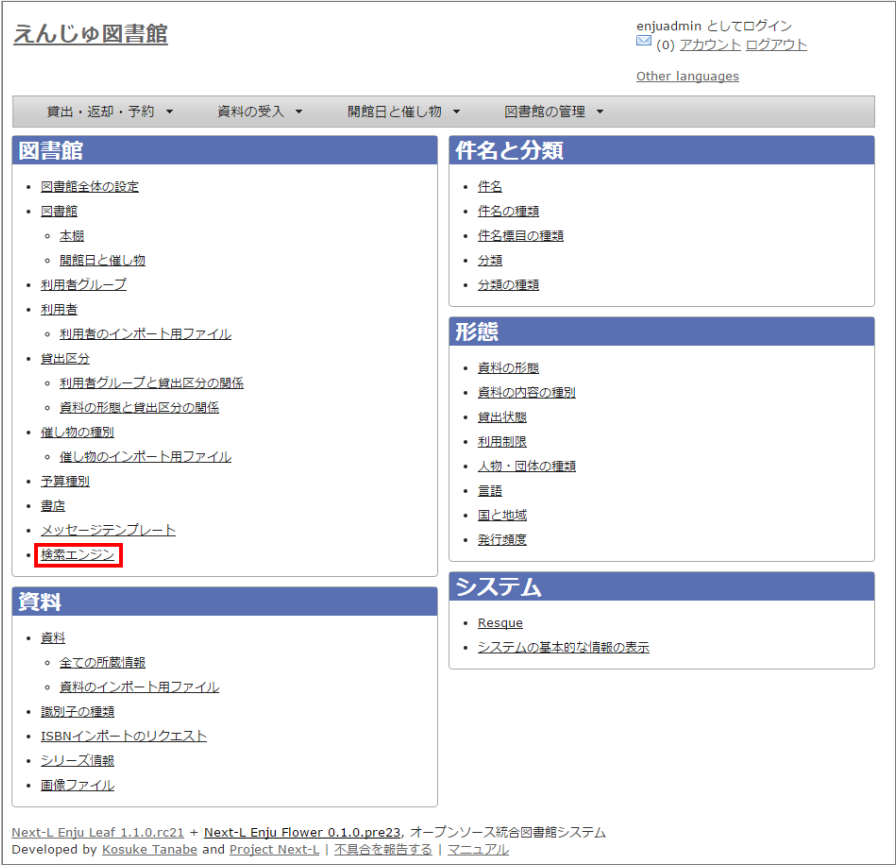 えんじゅ図書館
enjuadmin としてログイン
(0) アカウント ログアウト
Other languages
貸出・返却・予約 ▼ 資料の受入 ▼ 開館日と催し物 ▼ 図書館の管理 ▼
図書館
• 図書館全体の設定
• 図書館
◦ 本棚
◦ 開館日と催し物
• 利用者グループ
• 利用者
◦ 利用者のインポート用ファイル
• 貸出区分
◦ 利用者グループと貸出区分の関係
◦ 資料の形態と貸出区分の関係
• 催し物の種別
◦ 催し物のインポート用ファイル
• 予算種別
• 書店
• メッセージテンプレート
• 検索エンジン
資料
• 資料
◦ 全ての所蔵情報
◦ 資料のインポート用ファイル
• 識別子の種類
• ISBNインポートのリクエスト
• シリーズ情報
• 画像ファイル
件名と分類
• 件名
• 件名の種類
• 件名標目の種類
• 分類
• 分類の種類
形態
• 資料の形態
• 資料の内容の種別
• 貸出状態
• 利用制限
• 人物・団体の種類
• 言語
• 国と地域
• 発行頻度
システム
• Resque
• システムの基本的な情報の表示
Next-L Enju Leaf 1.1.0.rc21 + Next-L Enju Flower 0.1.0.pre23, オープンソース統合図書館システム
Developed by Kosuke Tanabe and Project Next-L | 不具合を報告する | マニュアル